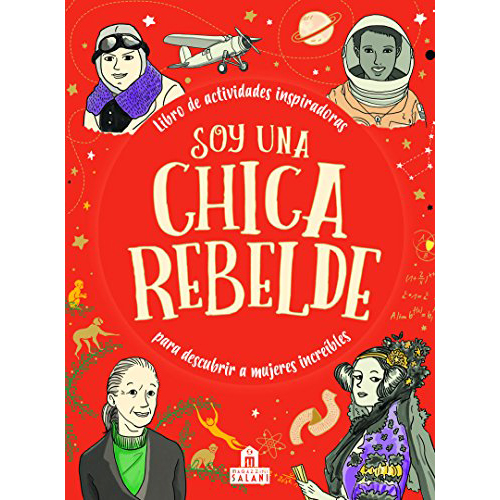 Libro de actividades inspiradoras
SOY UNA
CHICA
REBELDE
para descubrir a mujeres increíbles
MAGAZZINI
SALANI